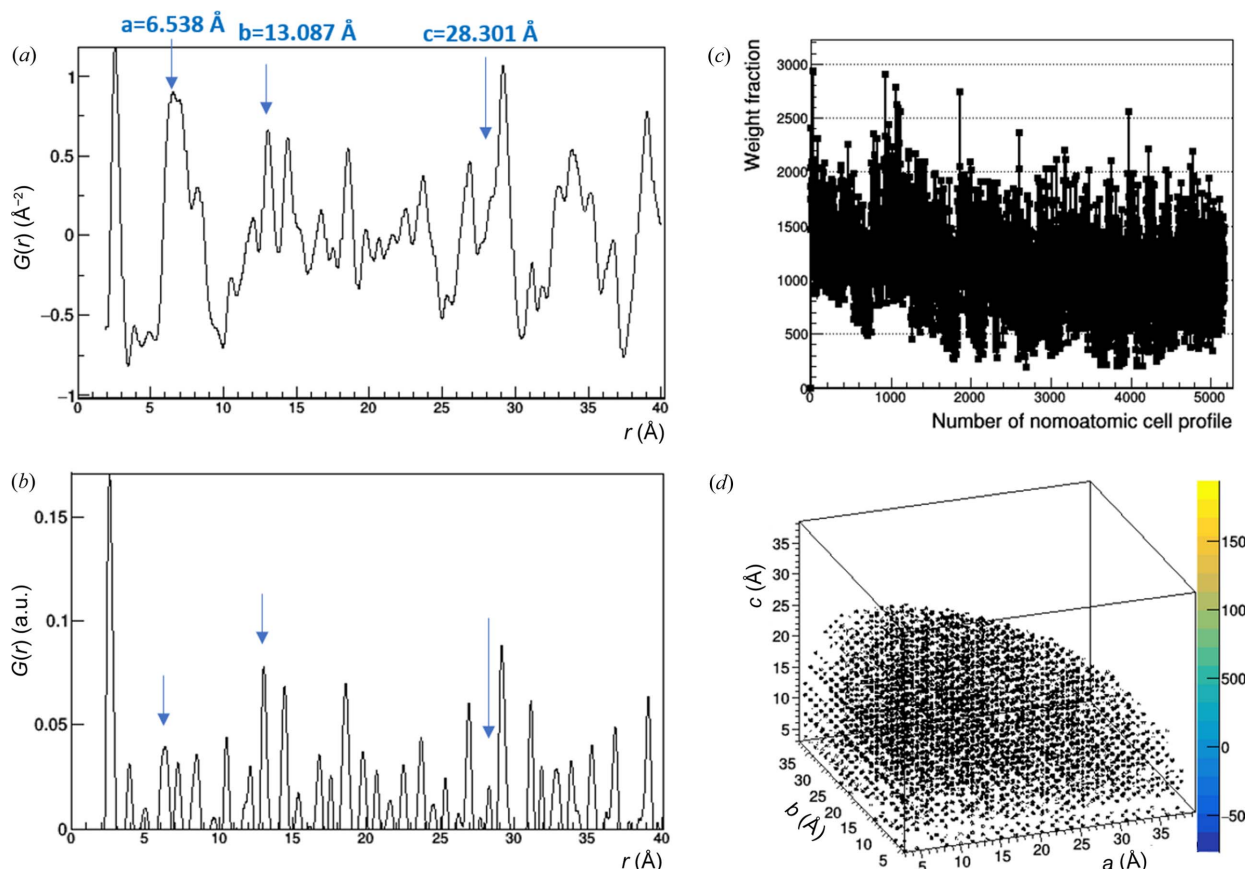 (a)
a=6.538 Å
b=13.087 Å
c=28.301 Å
G(r) (Å⁻²)
1
0.5
0
−0.5
−1
0 5 10 15 20 25 30 35 40
r (Å)
(b)
G(r) (a.u.)
0.15
0.1
0.05
0
0 5 10 15 20 25 30 35 40
r (Å)
(c)
Weight fraction
3000
2500
2000
1500
1000
500
0
0 1000 2000 3000 4000 5000
Number of nomoatomic cell profile
(d)
c (Å)
35
30
25
20
15
10
5
b (Å)
35
30
25
20
15
10
5
5 10 15 20 25 30 35
a (Å)
150
100
500
0
−50